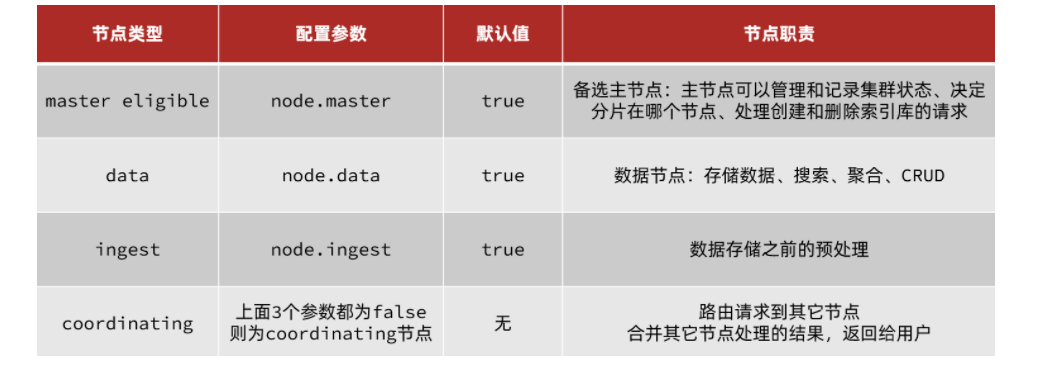 节点类型 配置参数 默认值 节点职责
master eligible node.master true 备选主节点：主节点可以管理和记录集群状态、决定
分片在哪个节点、处理创建和删除索引库的请求
data node.data true 数据节点：存储数据、搜索、聚合、CRUD
ingest node.ingest true 数据存储之前的预处理
coordinating 上面3个参数都为false
则为coordinating节点 无 路由请求到其它节点
合并其它节点处理的结果，返回给用户